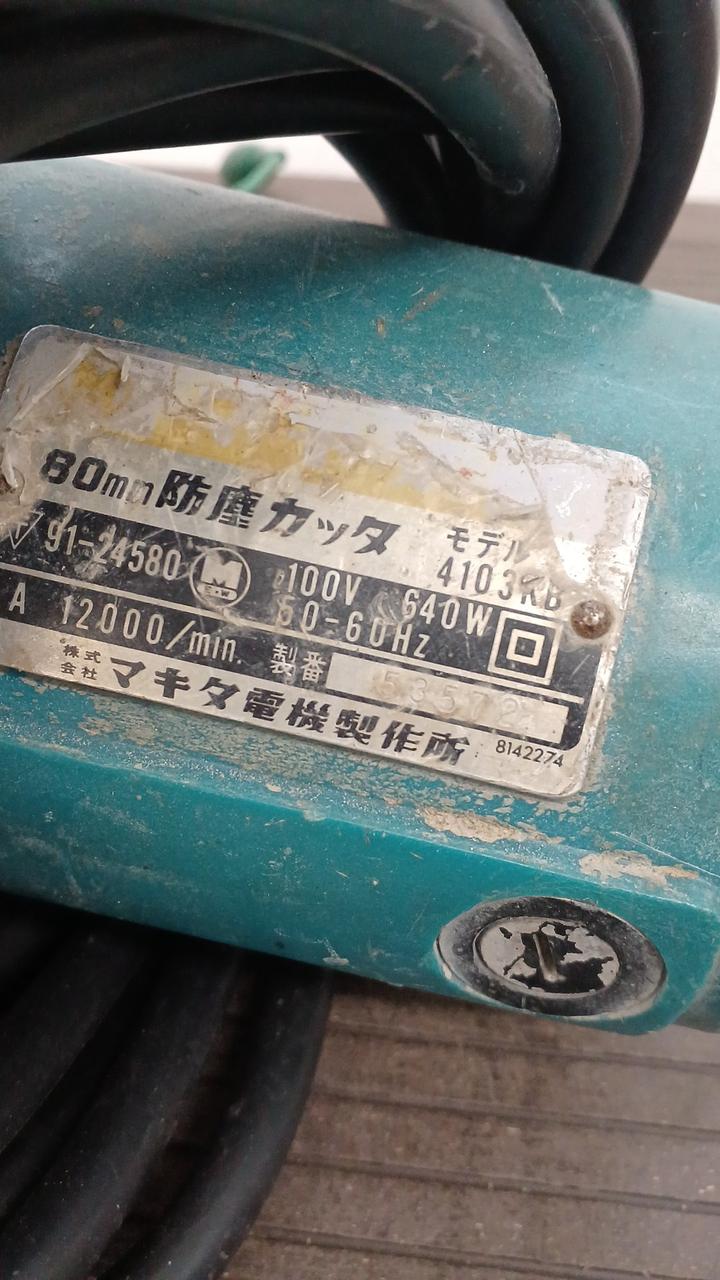 80mm 防塵カッタ
モデル
4103KB
91-24580 M 100V 640W
A 12000/min. 50-60Hz
製番 53572
株式会社 マキタ電機製作所 8142274